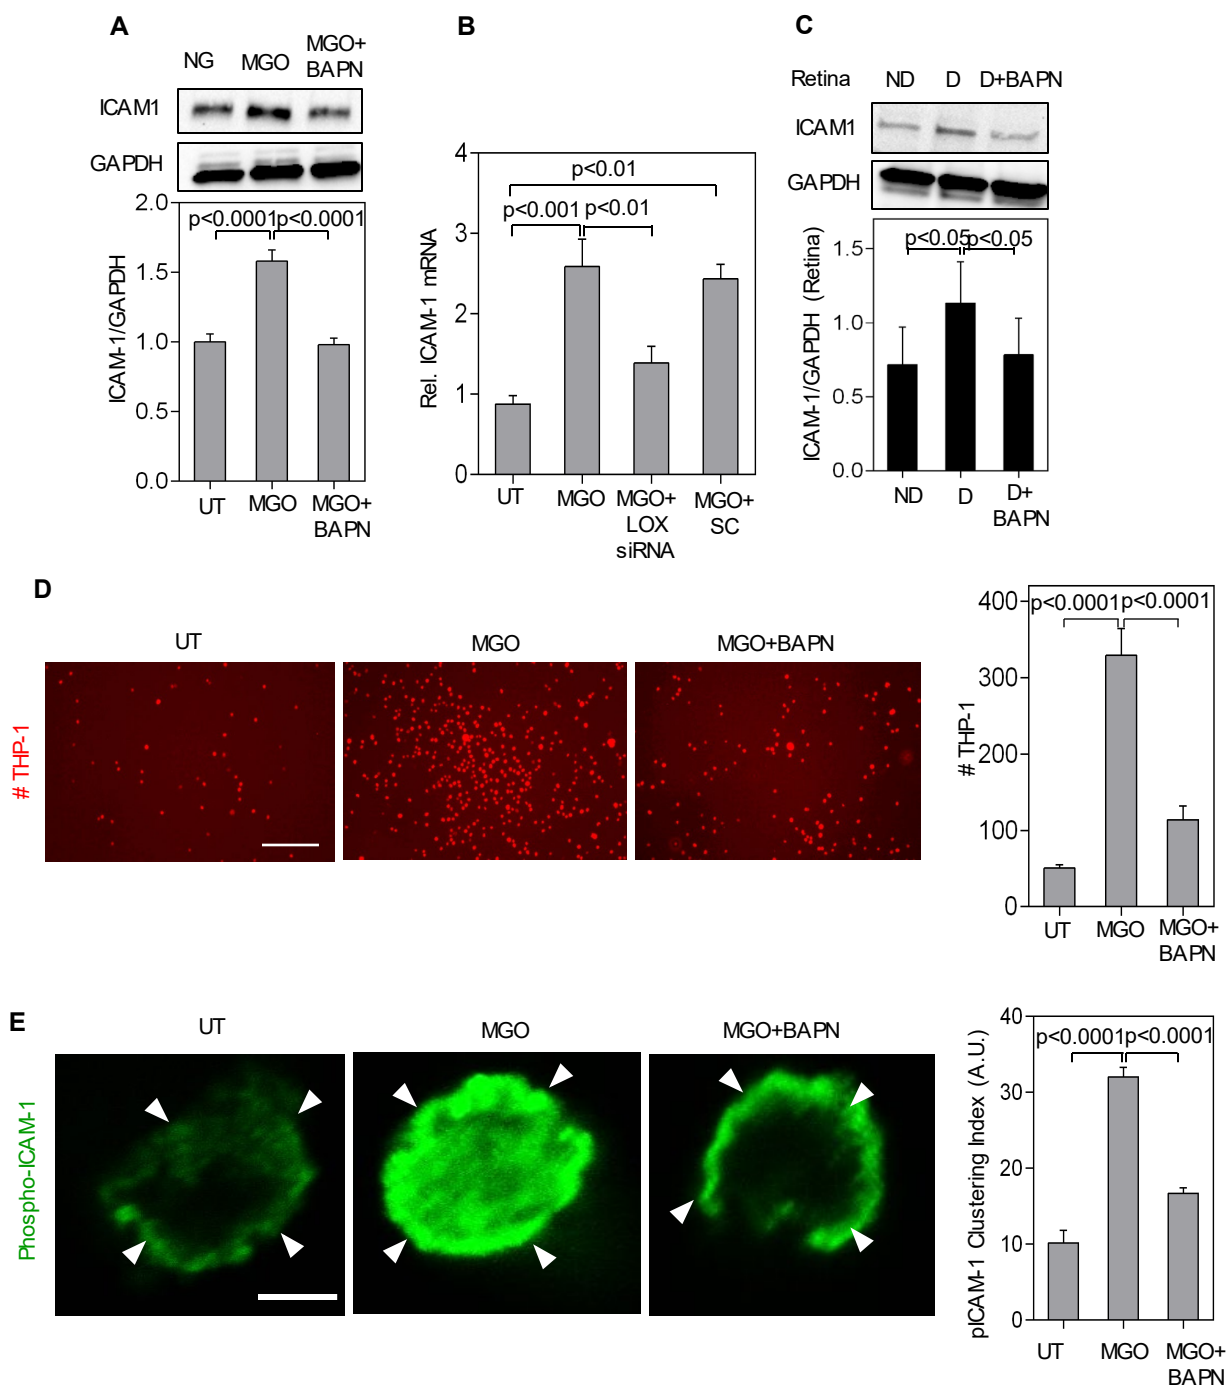 A
NG
MGO
MGO+
BAPN
ICAM1
GAPDH
2.0
1.5
1.0
0.5
0.0
ICAM-1/GAPDH
p<0.0001
p<0.0001
UT
MGO
MGO+
BAPN
B
4
3
2
1
0
Rel. ICAM-1 mRNA
p<0.01
p<0.001
p<0.01
UT
MGO
MGO+
LOX
siRNA
MGO+
SC
C
Retina
ND
D
D+BAPN
ICAM1
GAPDH
1.5
1.0
0.5
0.0
ICAM-1/GAPDH (Retina)
p<0.05
p<0.05
ND
D
D+
BAPN
D
UT
MGO
MGO+BAPN
# THP-1
400
300
200
100
0
# THP-1
p<0.0001
p<0.0001
UT
MGO
MGO+
BAPN
E
UT
MGO
MGO+BAPN
Phospho-ICAM-1
40
30
20
10
0
pICAM-1 Clustering Index (A.U.)
p<0.0001
p<0.0001
UT
MGO
MGO+
BAPN